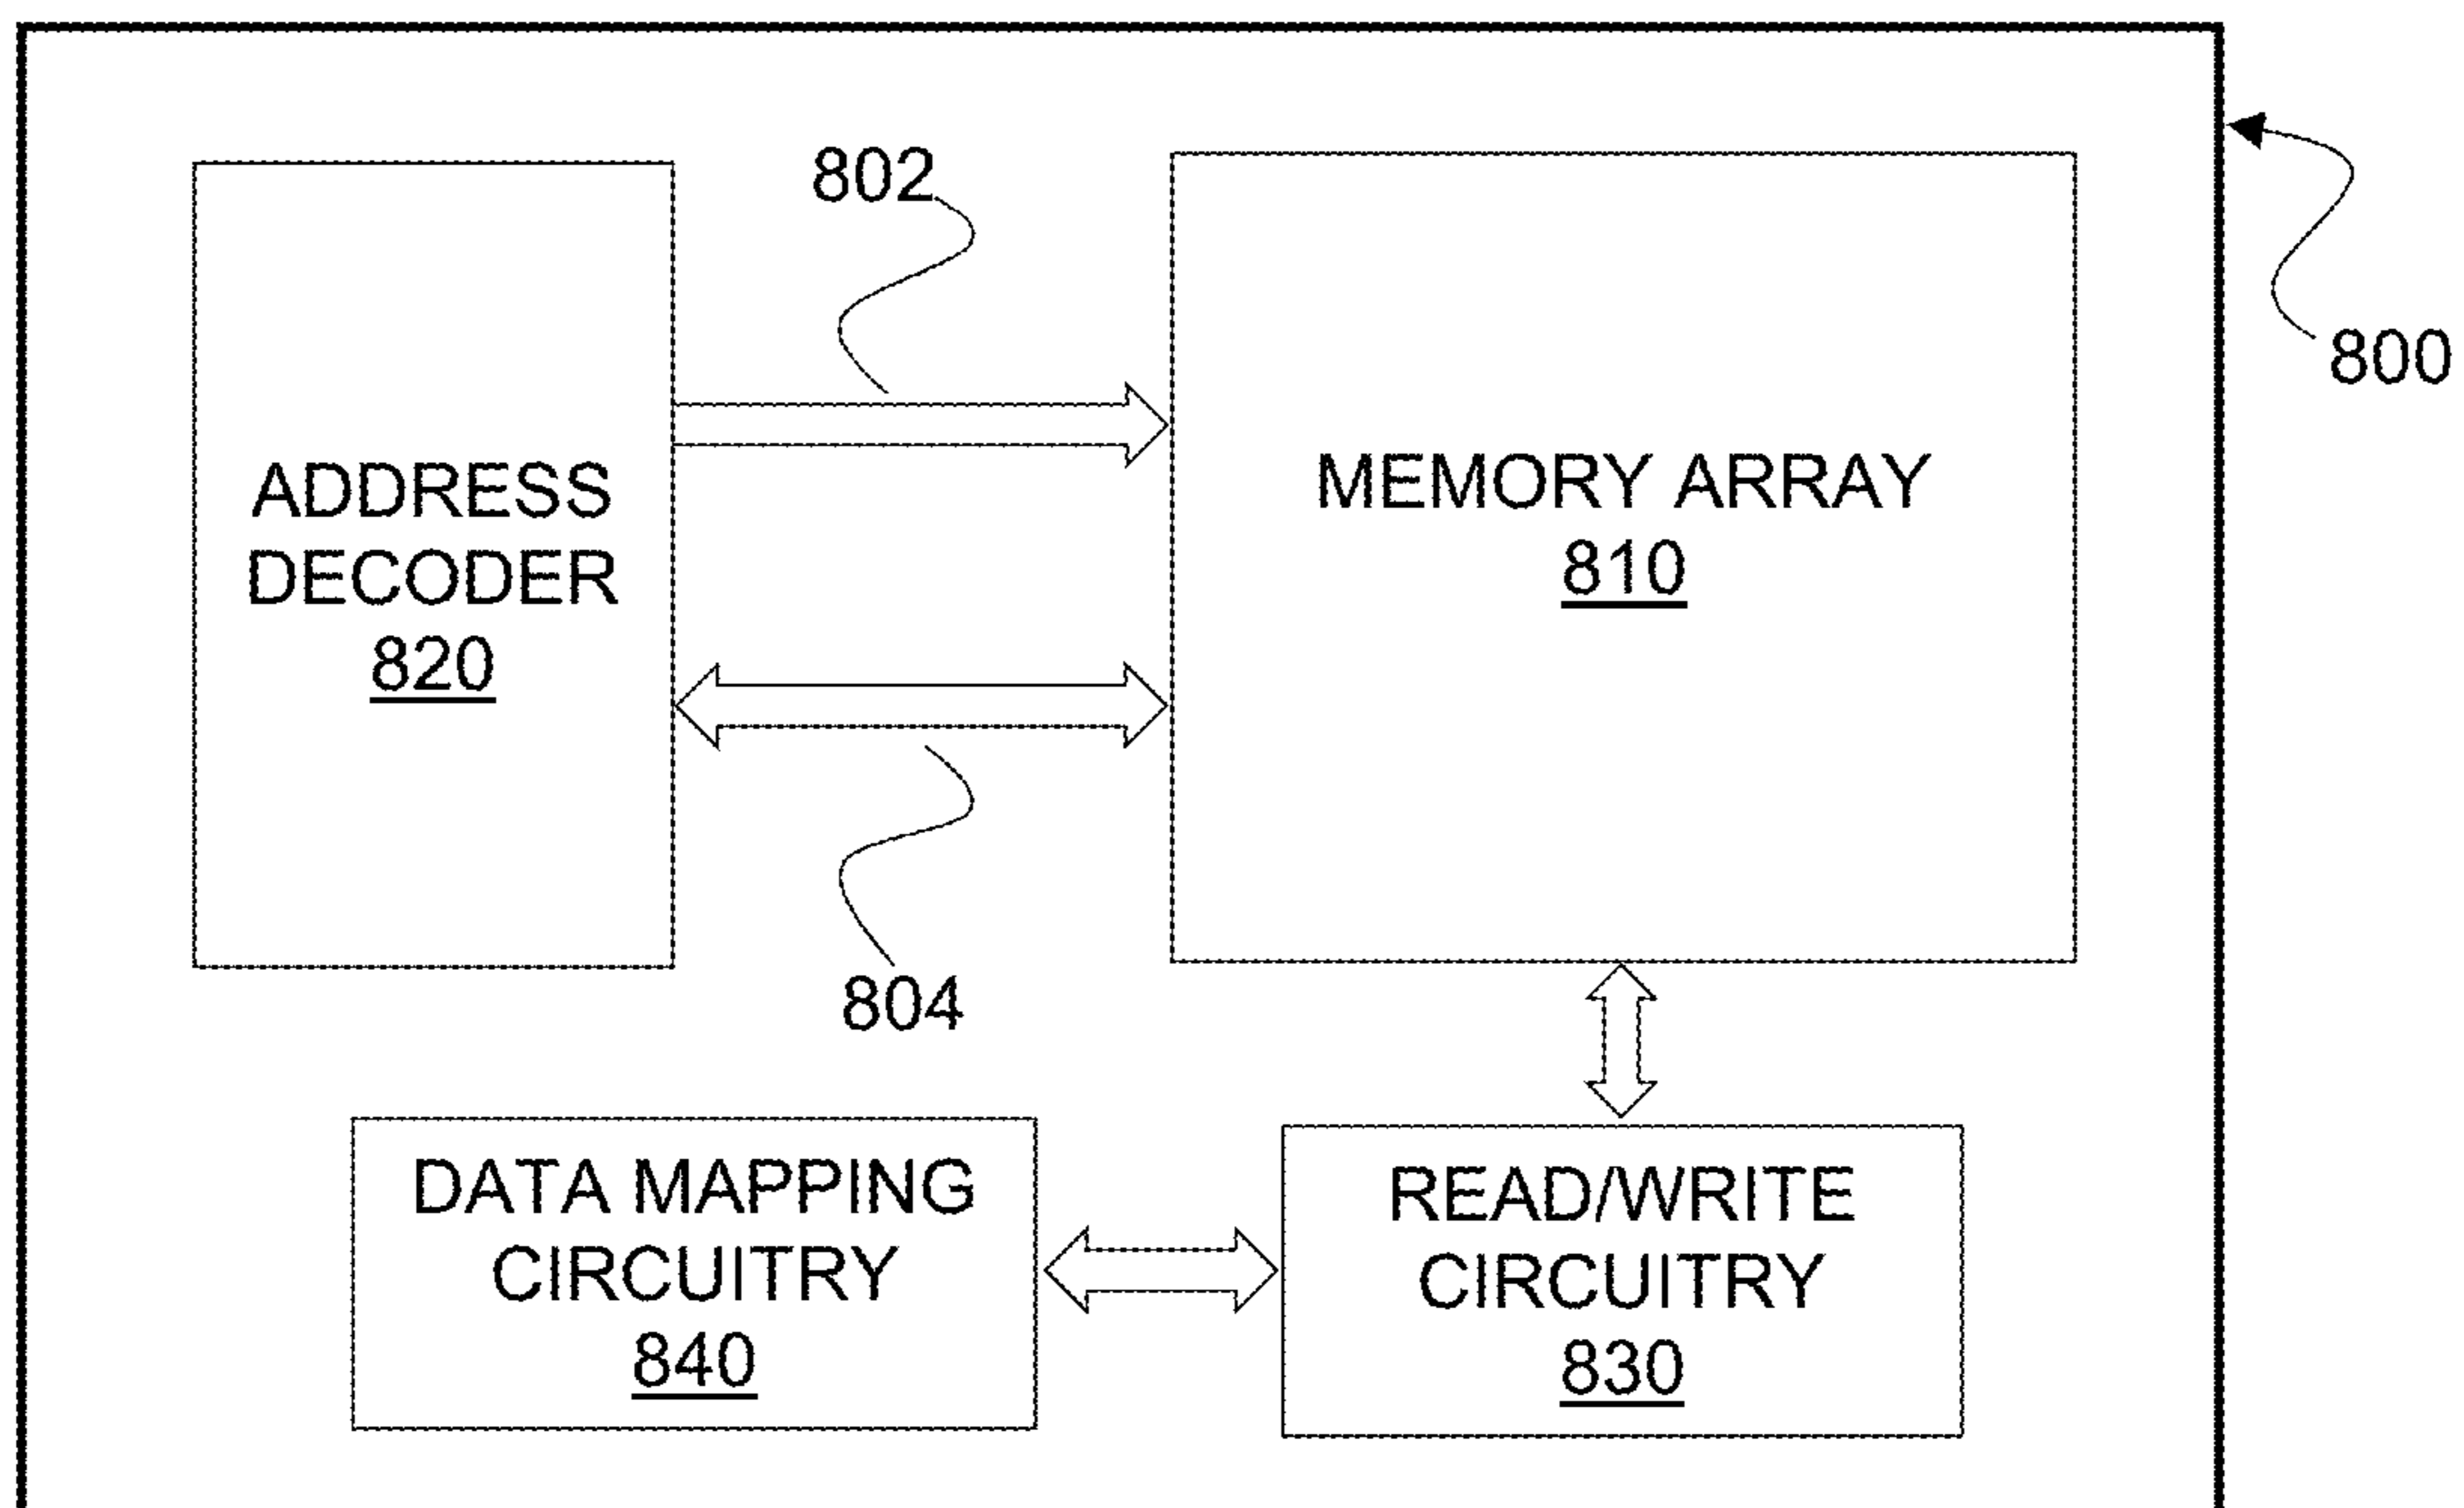 802
800
ADDRESS
DECODER
820
MEMORY ARRAY
810
804
DATA MAPPING
CIRCUITRY
840
READ/WRITE
CIRCUITRY
830